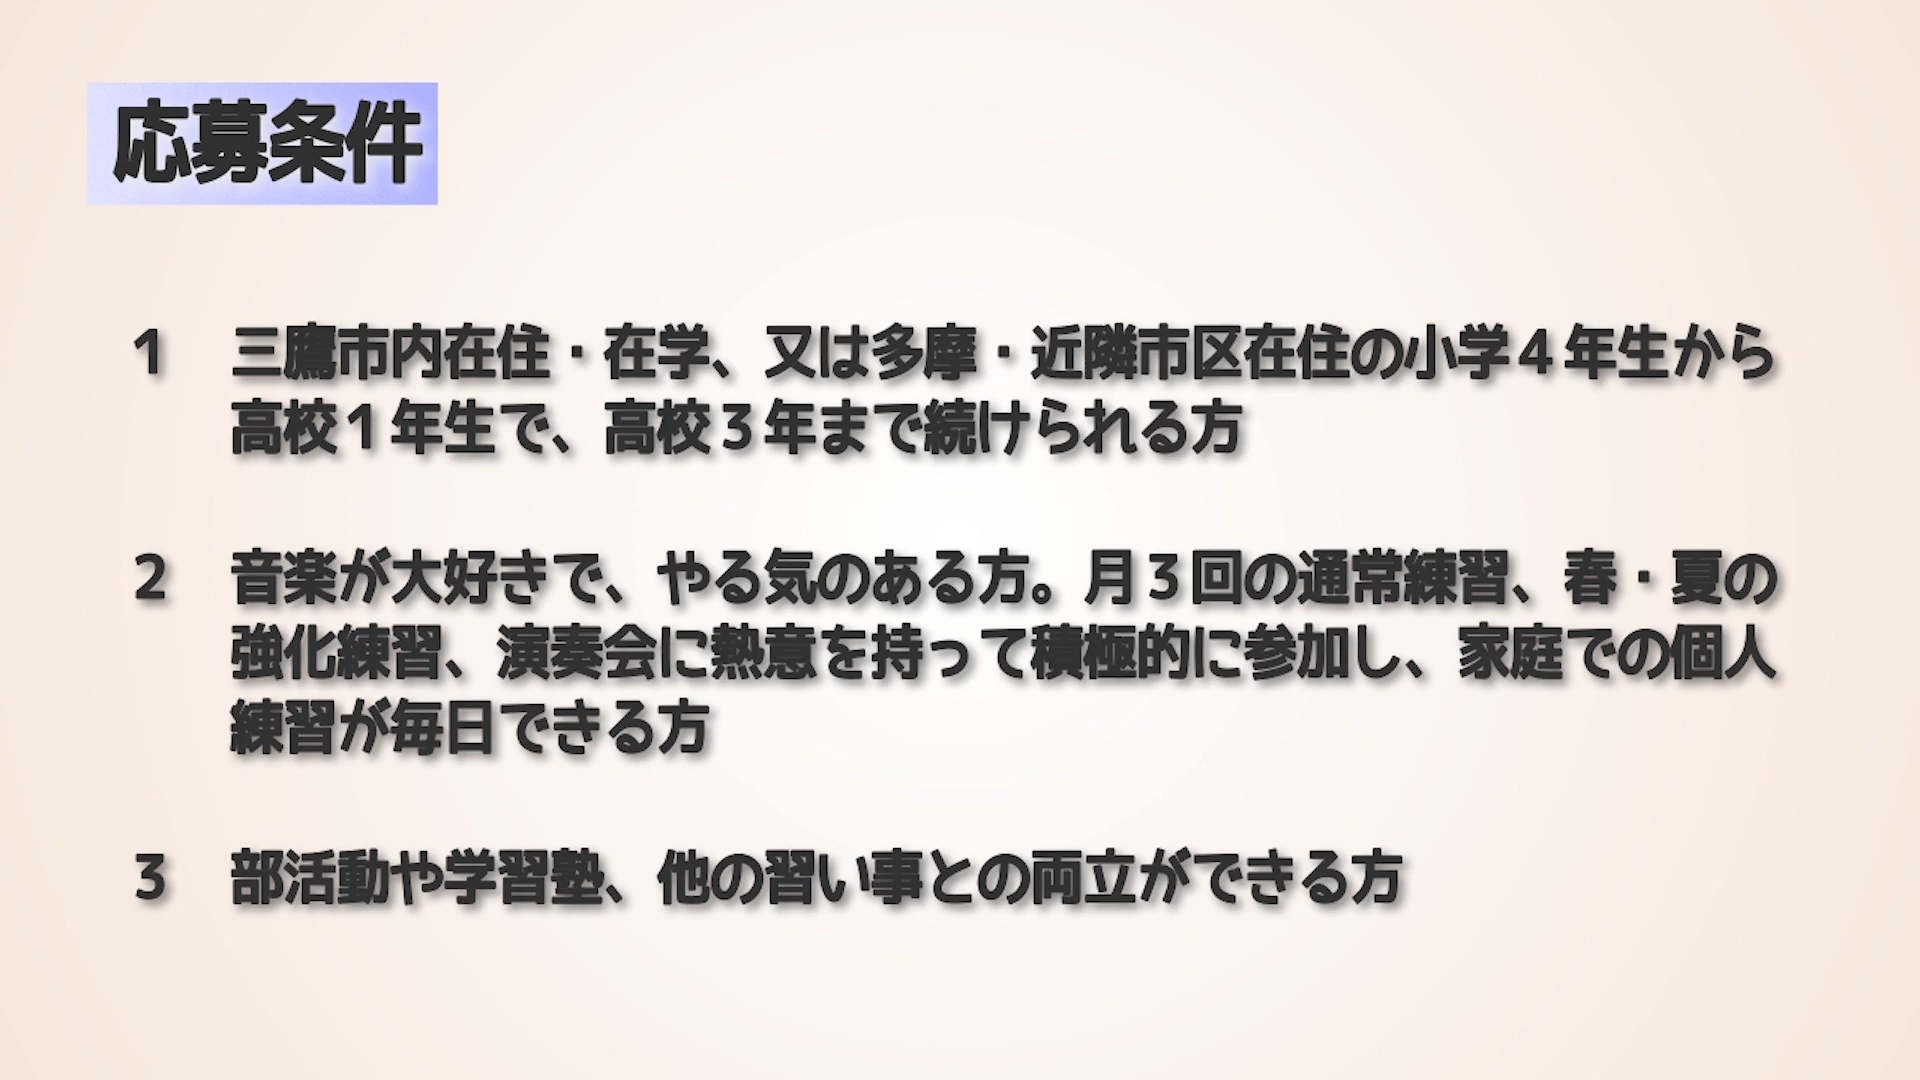 応募条件
１　三鷹市内在住・在学、又は多摩・近隣市区在住の小学４年生から
高校１年生で、高校３年まで続けられる方
２　音楽が大好きで、やる気のある方。月３回の通常練習、春・夏の
強化練習、演奏会に熱意を持って積極的に参加し、家庭での個人
練習が毎日できる方
３　部活動や学習塾、他の習い事との両立ができる方